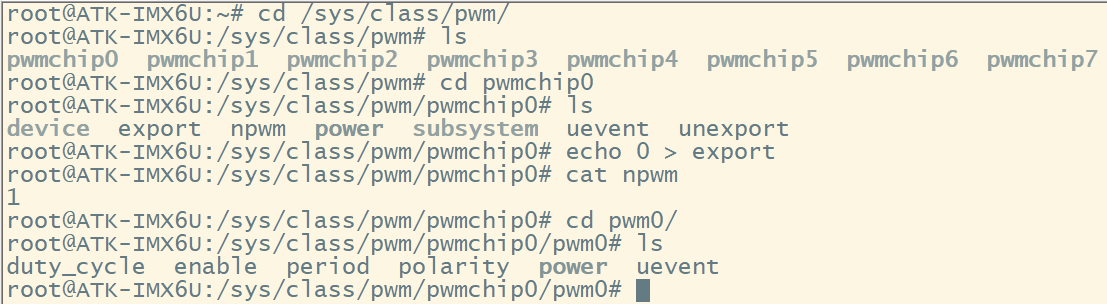 root@ATK-IMX6U:~# cd /sys/class/pwm/
root@ATK-IMX6U:/sys/class/pwm# ls
pwmchip0  pwmchip1  pwmchip2  pwmchip3  pwmchip4  pwmchip5  pwmchip6  pwmchip7
root@ATK-IMX6U:/sys/class/pwm# cd pwmchip0
root@ATK-IMX6U:/sys/class/pwm/pwmchip0# ls
device  export  npwm  power  subsystem  uevent  unexport
root@ATK-IMX6U:/sys/class/pwm/pwmchip0# echo 0 > export
root@ATK-IMX6U:/sys/class/pwm/pwmchip0# cat npwm
1
root@ATK-IMX6U:/sys/class/pwm/pwmchip0# cd pwm0/
root@ATK-IMX6U:/sys/class/pwm/pwmchip0/pwm0# ls
duty_cycle  enable  period  polarity  power  uevent
root@ATK-IMX6U:/sys/class/pwm/pwmchip0/pwm0#